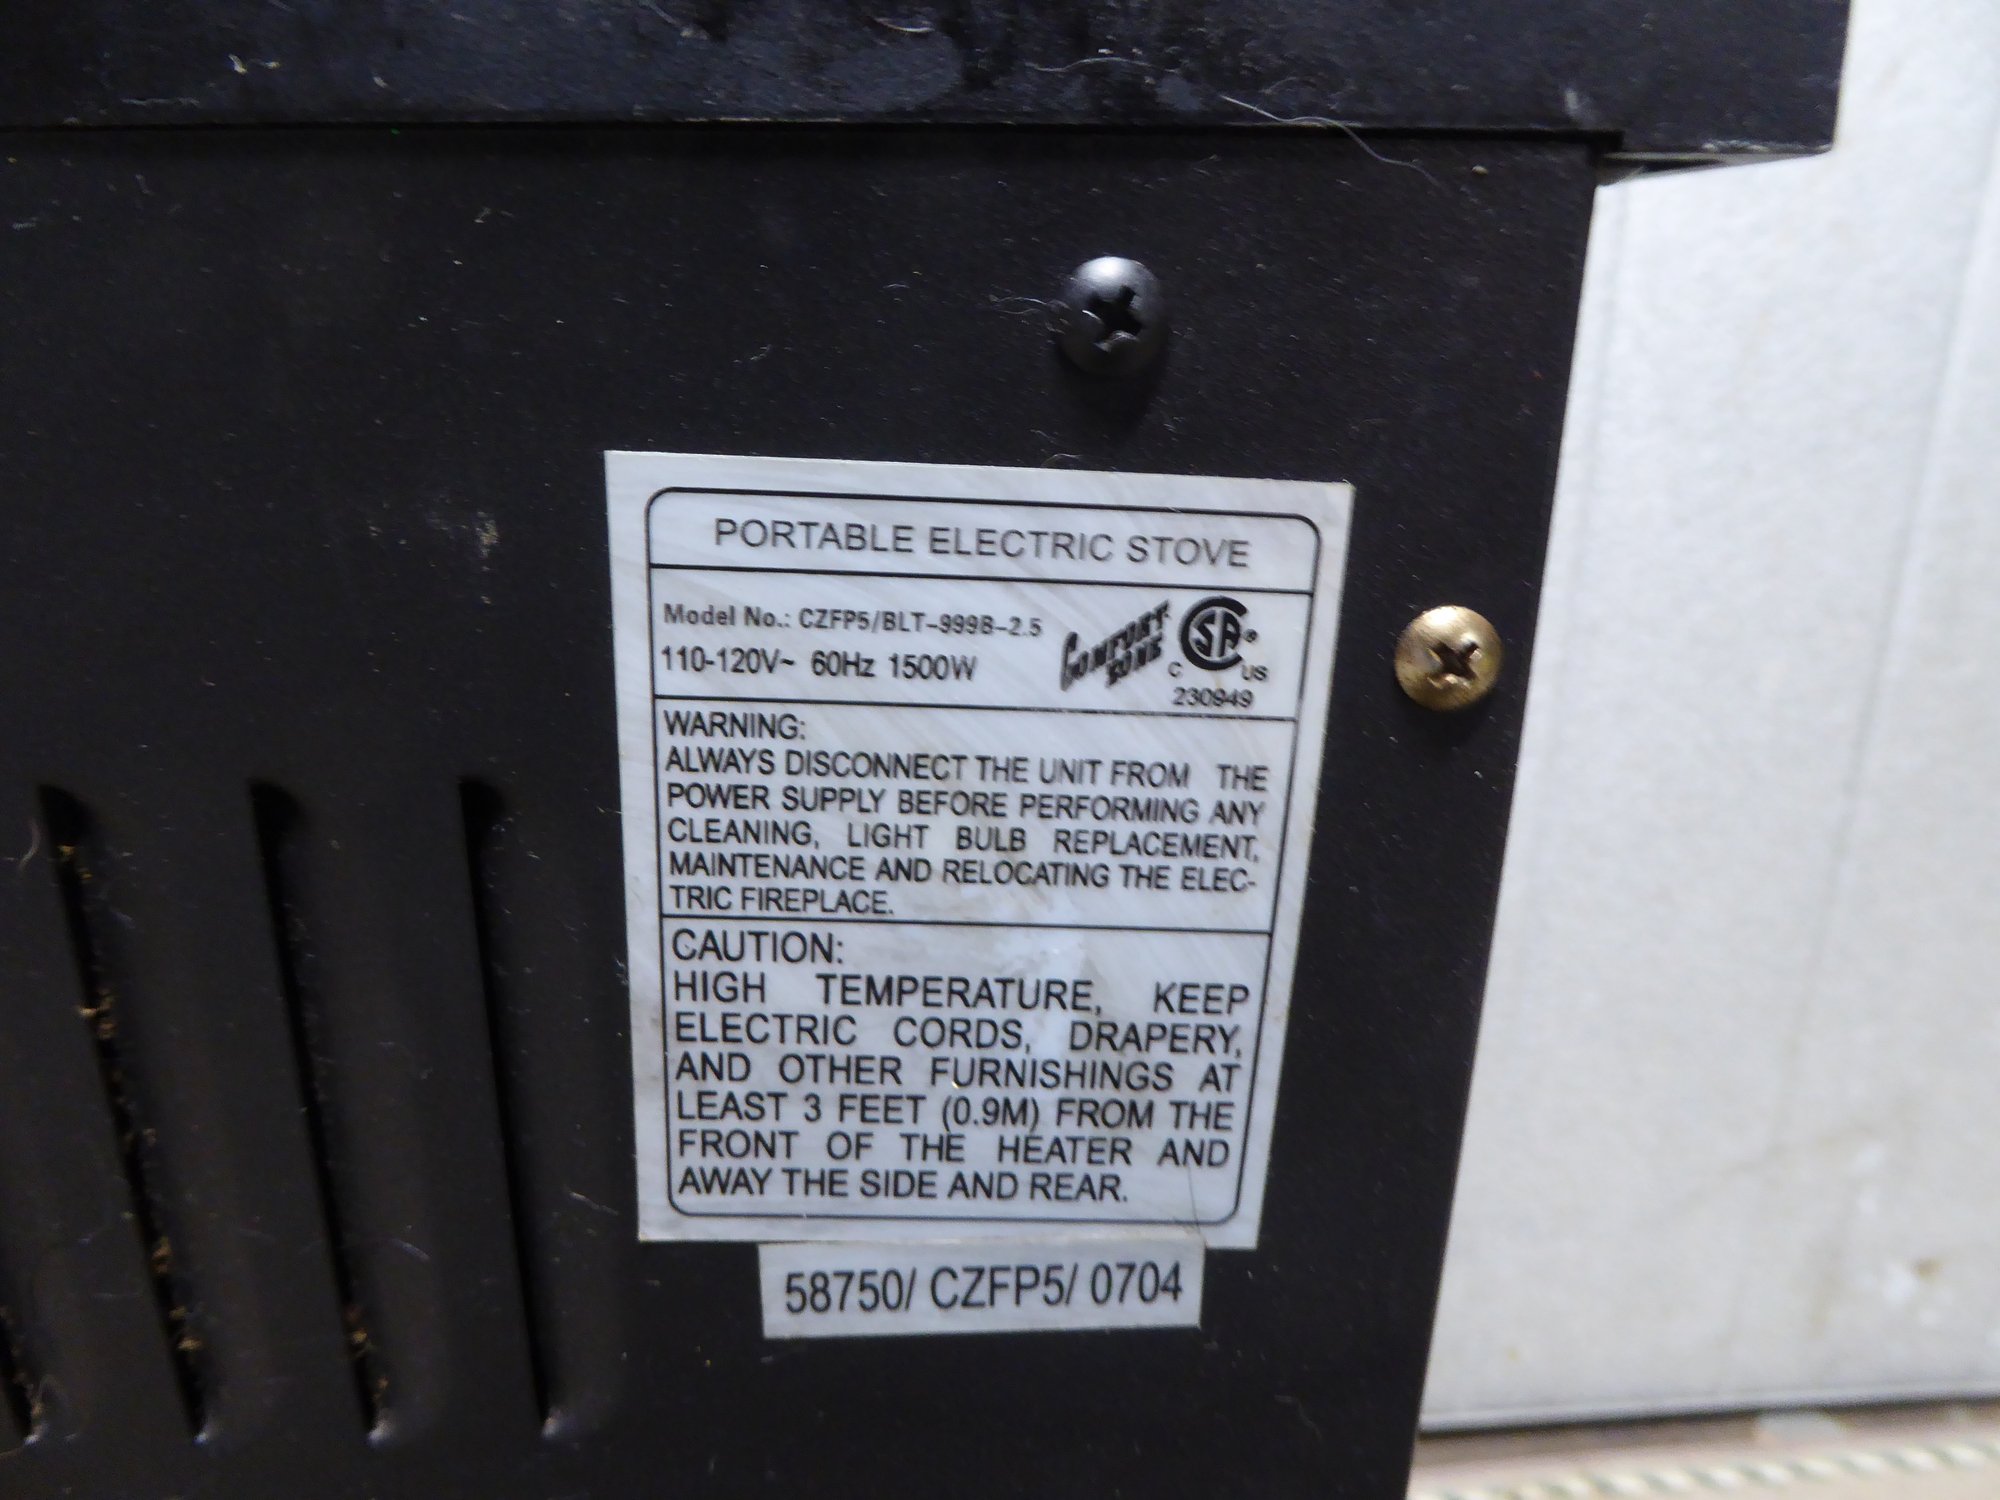 PORTABLE ELECTRIC STOVE
Model No.: CZFP5/BLT-999B-2.5
110-120V~ 60Hz 1500W
COMFORT ZONE
CSA®
C US
230949
WARNING:
ALWAYS DISCONNECT THE UNIT FROM THE
POWER SUPPLY BEFORE PERFORMING ANY
CLEANING, LIGHT BULB REPLACEMENT,
MAINTENANCE AND RELOCATING THE ELEC-
TRIC FIREPLACE.
CAUTION:
HIGH TEMPERATURE, KEEP
ELECTRIC CORDS, DRAPERY,
AND OTHER FURNISHINGS AT
LEAST 3 FEET (0.9M) FROM THE
FRONT OF THE HEATER AND
AWAY THE SIDE AND REAR.
58750/ CZFP5/ 0704